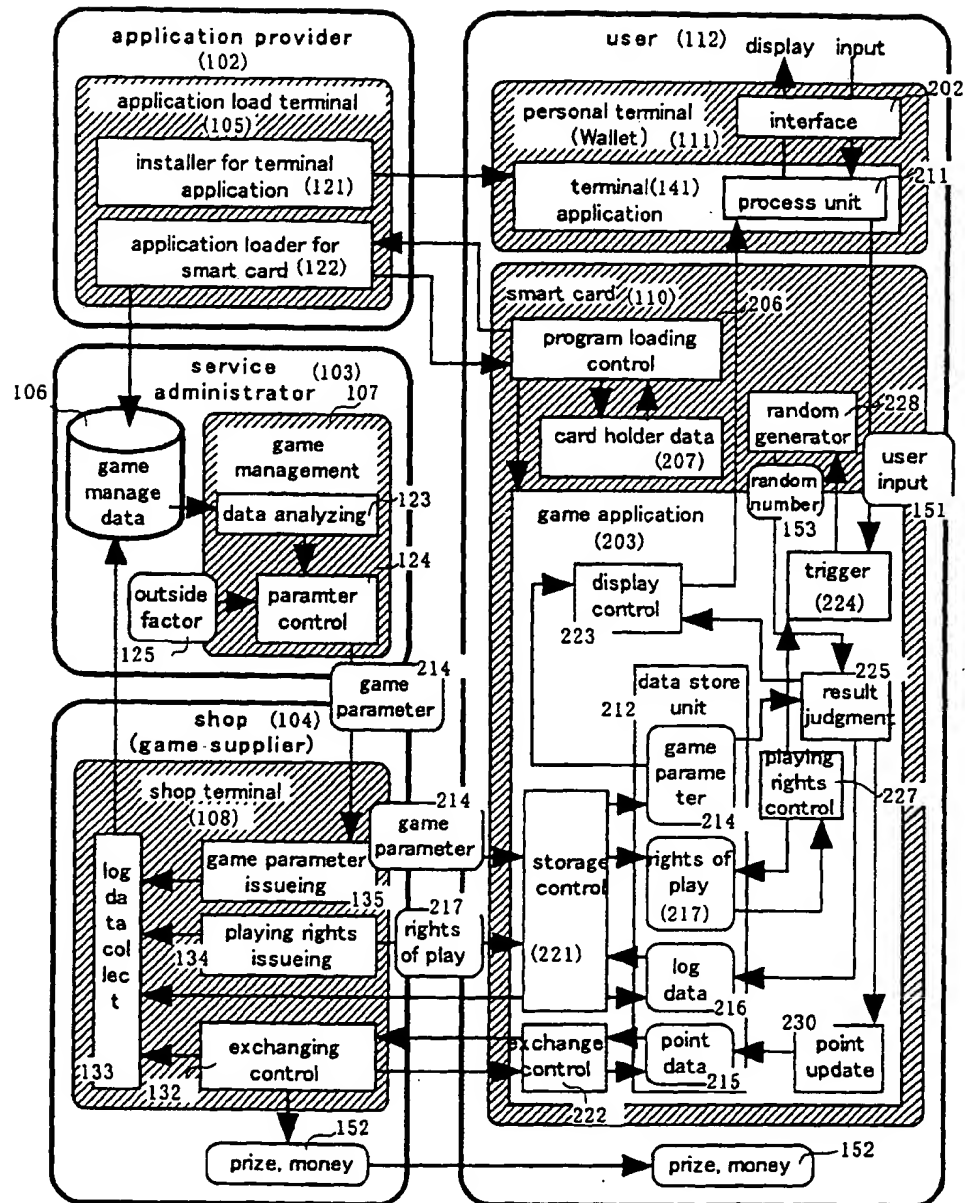 application provider
(102)
application load terminal
(105)
installer for terminal
application (121)
application loader for
smart card (122)
user (112)
display
input
202
personal terminal
(Wallet) (111)
interface
211
terminal(141)
application
process unit
smart card (110)
206
program loading
control
card holder data
(207)
random
generator
228
random
number
153
user
input
151
service
administrator (103)
106
107
game
manage
data
game
management
data analyzing
123
124
outside
factor
125
paramter
control
214
game
parameter
game application
(203)
display
control
223
trigger
(224)
225
result
judgment
data store
unit
212
game
parame
ter
214
playing
rights
control
227
rights of
play
(217)
storage
control
(221)
log
data
216
230
point
update
point
data
215
exchange
control
222
shop (104)
(game supplier)
shop terminal
(108)
214
game
parameter
game parameter
issueing
135
217
rights
of play
playing rights
issueing
134
log
da
ta
col
lec
t
133
exchanging
control
132
152
prize, money
152
prize, money